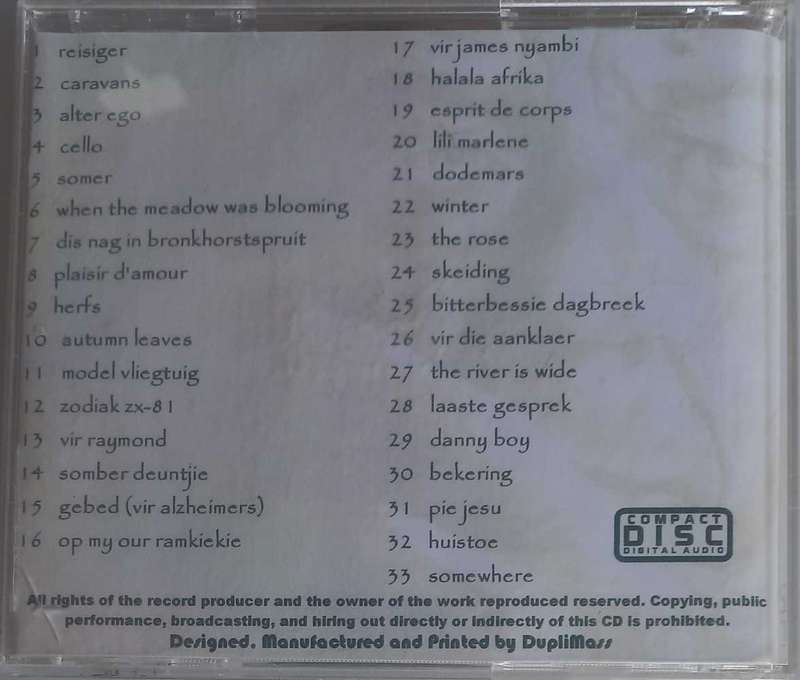 1 reisiger
2 caravans
3 alter ego
4 cello
5 somer
6 when the meadow was blooming
7 dis nag in bronkhorstspruit
8 plaisir d'amour
9 herfs
10 autumn leaves
11 model vliegtuig
12 zodiak zx-81
13 vir raymond
14 somber deuntjie
15 gebed (vir alzheimers)
16 op my our ramkiekie
17 vir james nyambi
18 halala afrika
19 esprit de corps
20 lili marlene
21 dodemars
22 winter
23 the rose
24 skeiding
25 bitterbessie dagbreek
26 vir die aanklaer
27 the river is wide
28 laaste gesprek
29 danny boy
30 bekering
31 pie jesu
32 huistoe
33 somewhere
COMPACT
DISC
DIGITAL AUDIO
All rights of the record producer and the owner of the work reproduced reserved. Copying, public
performance, broadcasting, and hiring out directly or indirectly of this CD is prohibited.
Designed, Manufactured and Printed by DupliMass